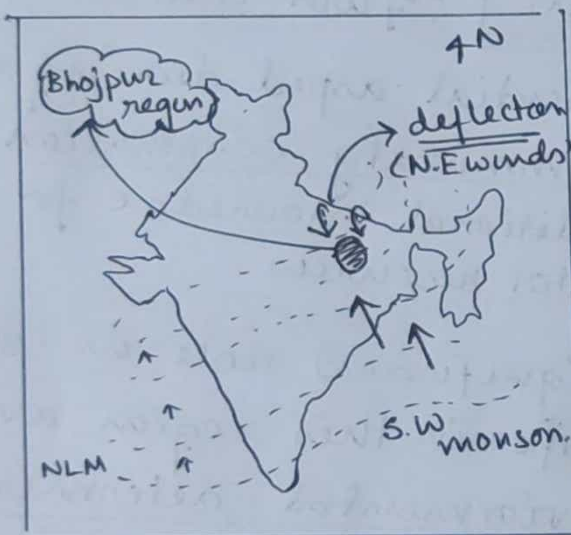 4N
Bhojpur
regun
deflecton
(N.E winds)
S.W
monson.
NLM